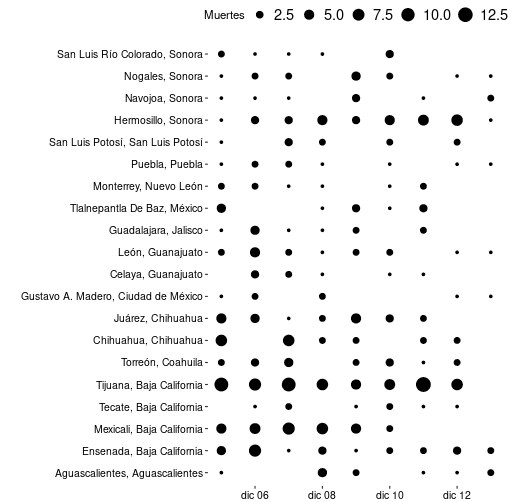 Muertes 2.5 5.0 7.5 10.0 12.5
San Luis Río Colorado, Sonora
Nogales, Sonora
Navojoa, Sonora
Hermosillo, Sonora
San Luis Potosí, San Luis Potosí
Puebla, Puebla
Monterrey, Nuevo León
Tlalnepantla De Baz, México
Guadalajara, Jalisco
León, Guanajuato
Celaya, Guanajuato
Gustavo A. Madero, Ciudad de México
Juárez, Chihuahua
Chihuahua, Chihuahua
Torreón, Coahuila
Tijuana, Baja California
Tecate, Baja California
Mexicali, Baja California
Ensenada, Baja California
Aguascalientes, Aguascalientes
dic 06 dic 08 dic 10 dic 12